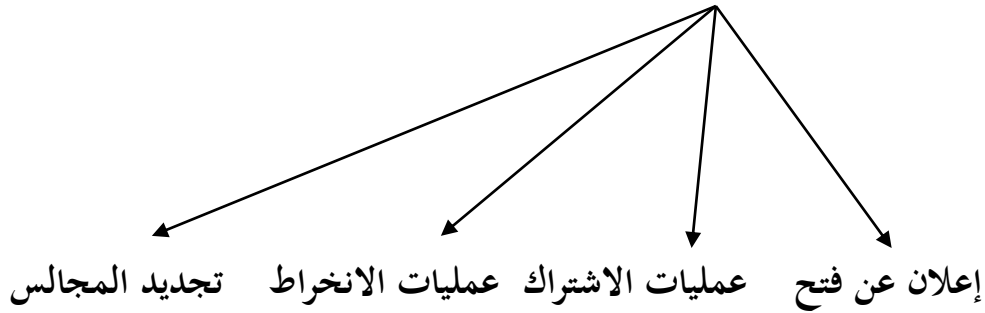 إعلان عن فتح عمليات الاشتراك عمليات الانخراط تجديد المجالس